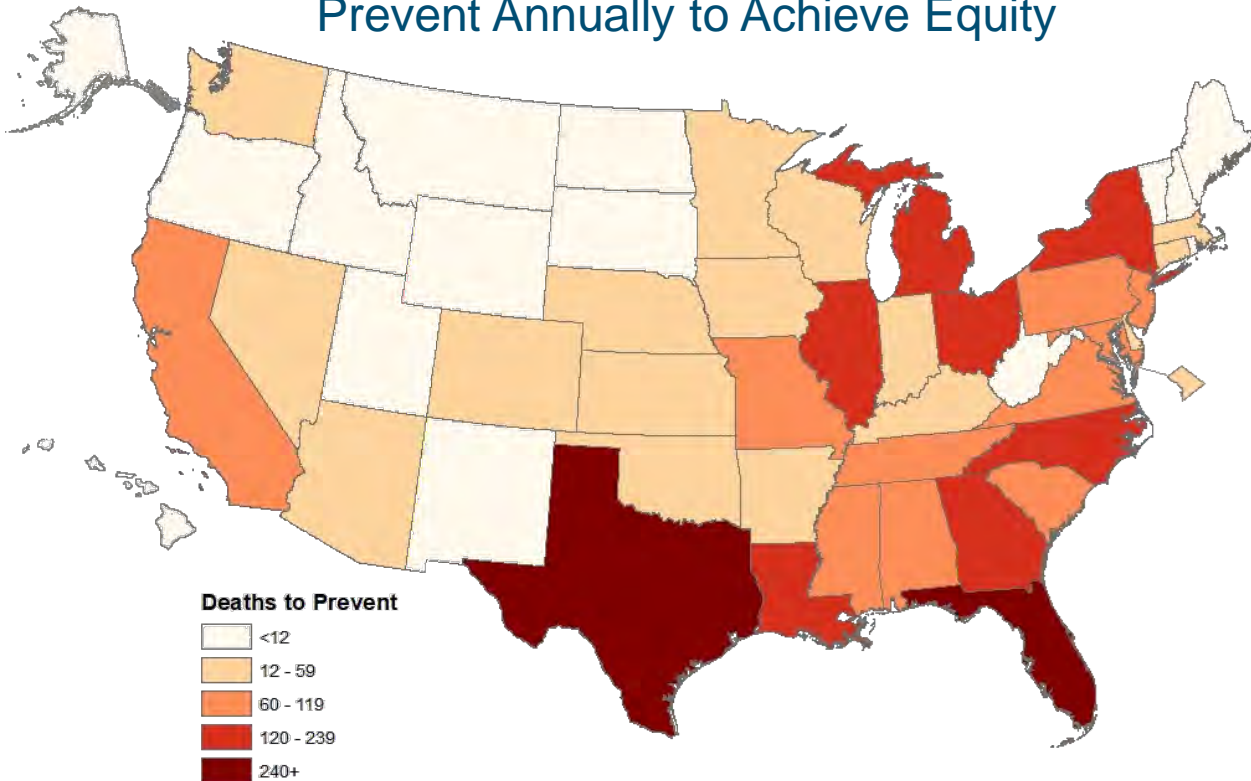 Prevent Annually to Achieve Equity
Deaths to Prevent
<12
12 - 59
60 - 119
120 - 239
240+